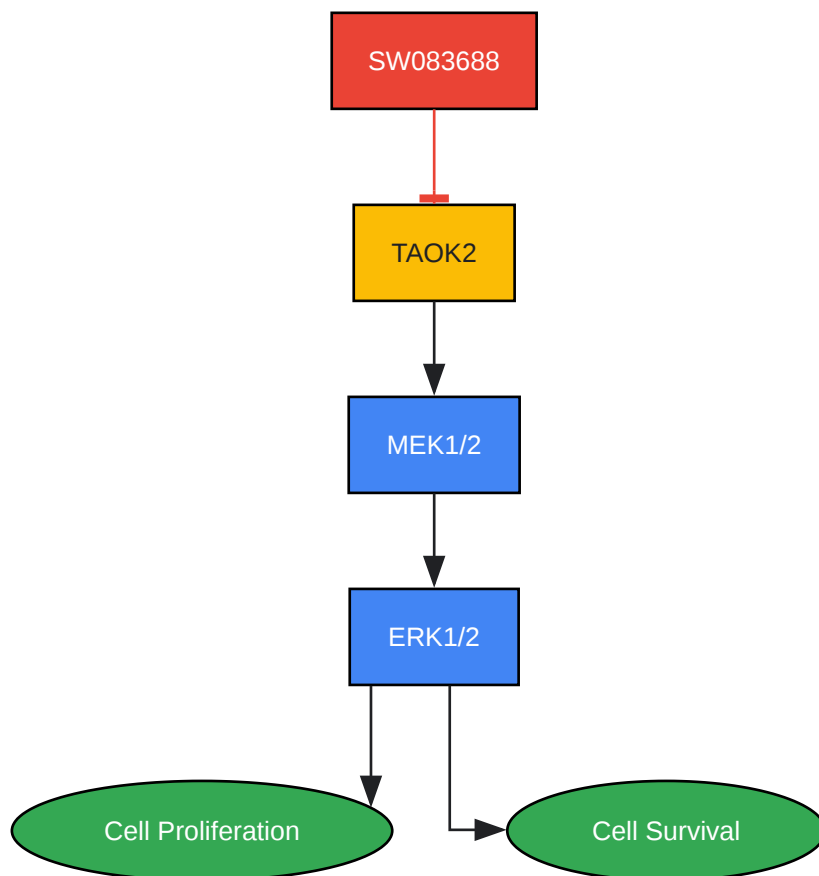 SW083688
TAOK2
MEK1/2
ERK1/2
Cell Proliferation
Cell Survival